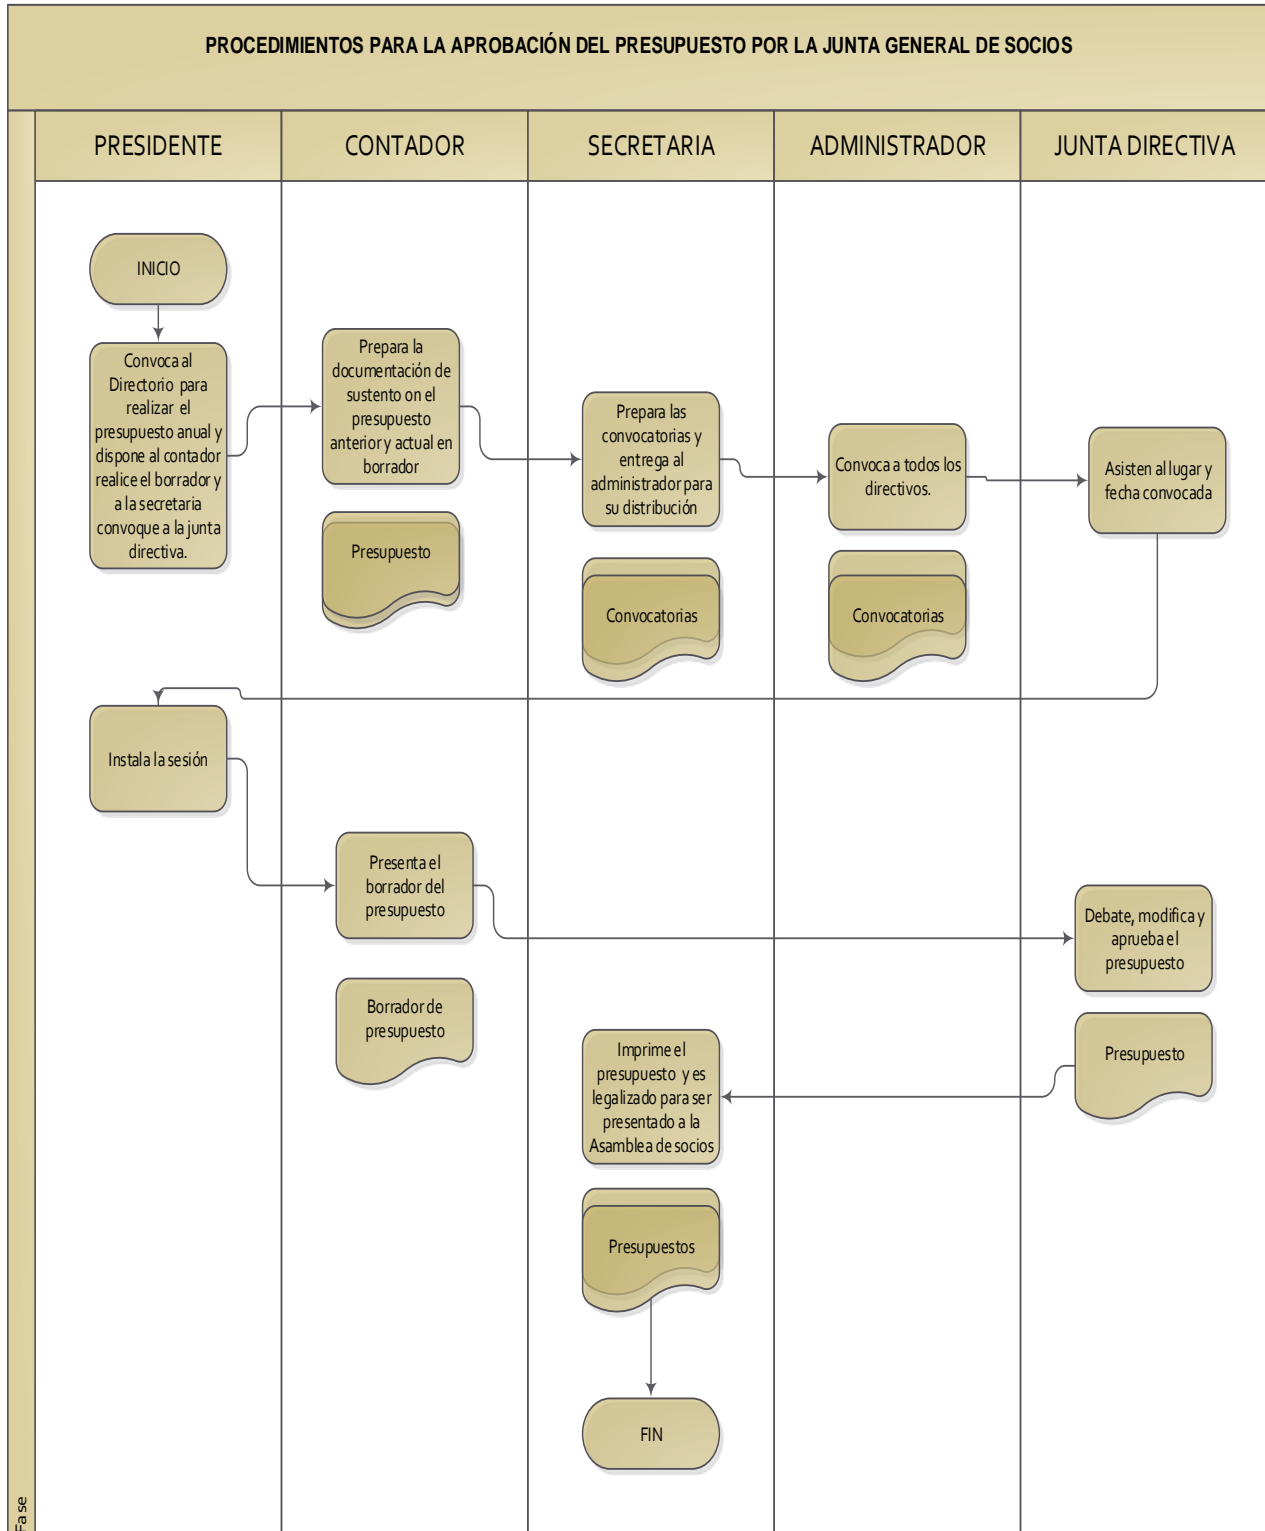 PROCEDIMIENTOS PARA LA APROBACIÓN DEL PRESUPUESTO POR LA JUNTA GENERAL DE SOCIOS
PRESIDENTE
CONTADOR
SECRETARIA
ADMINISTRADOR
JUNTA DIRECTIVA
INICIO
Convoca al
Directorio para
realizar el
presupuesto anual y
dispone al contador
realice el borrador y
a la secretaria
convoque a la junta
directiva.
Prepara la
documentación de
sustento on el
presupuesto
anterior y actual en
borrador
Presupuesto
Prepara las
convocatorias y
entrega al
administrador para
su distribución
Convocatorias
Convoca a todos los
directivos.
Convocatorias
Asisten al lugar y
fecha convocada
Instala la sesión
Presenta el
borrador del
presupuesto
Borrador de
presupuesto
Debate, modifica y
aprueba el
presupuesto
Presupuesto
Imprime el
presupuesto y es
legalizado para ser
presentado a la
Asamblea de socios
Presupuestos
FIN
Fase